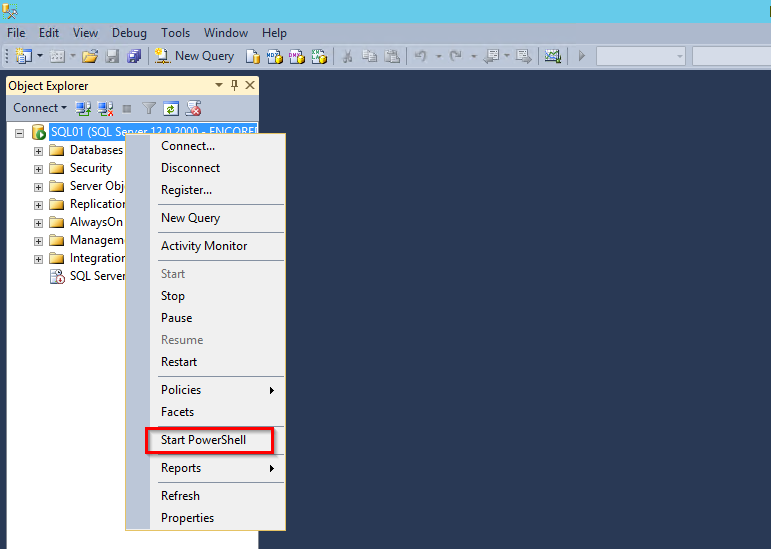 File Edit View Debug Tools Window Help
New Query
Object Explorer
Connect
SQL01 (SQL Server 12.0.2000 - ENCORE
Databases
Security
Server Obj
Replication
AlwaysOn
Managem
Integration
SQL Server
Connect...
Disconnect
Register...
New Query
Activity Monitor
Start
Stop
Pause
Resume
Restart
Policies
Facets
Start PowerShell
Reports
Refresh
Properties